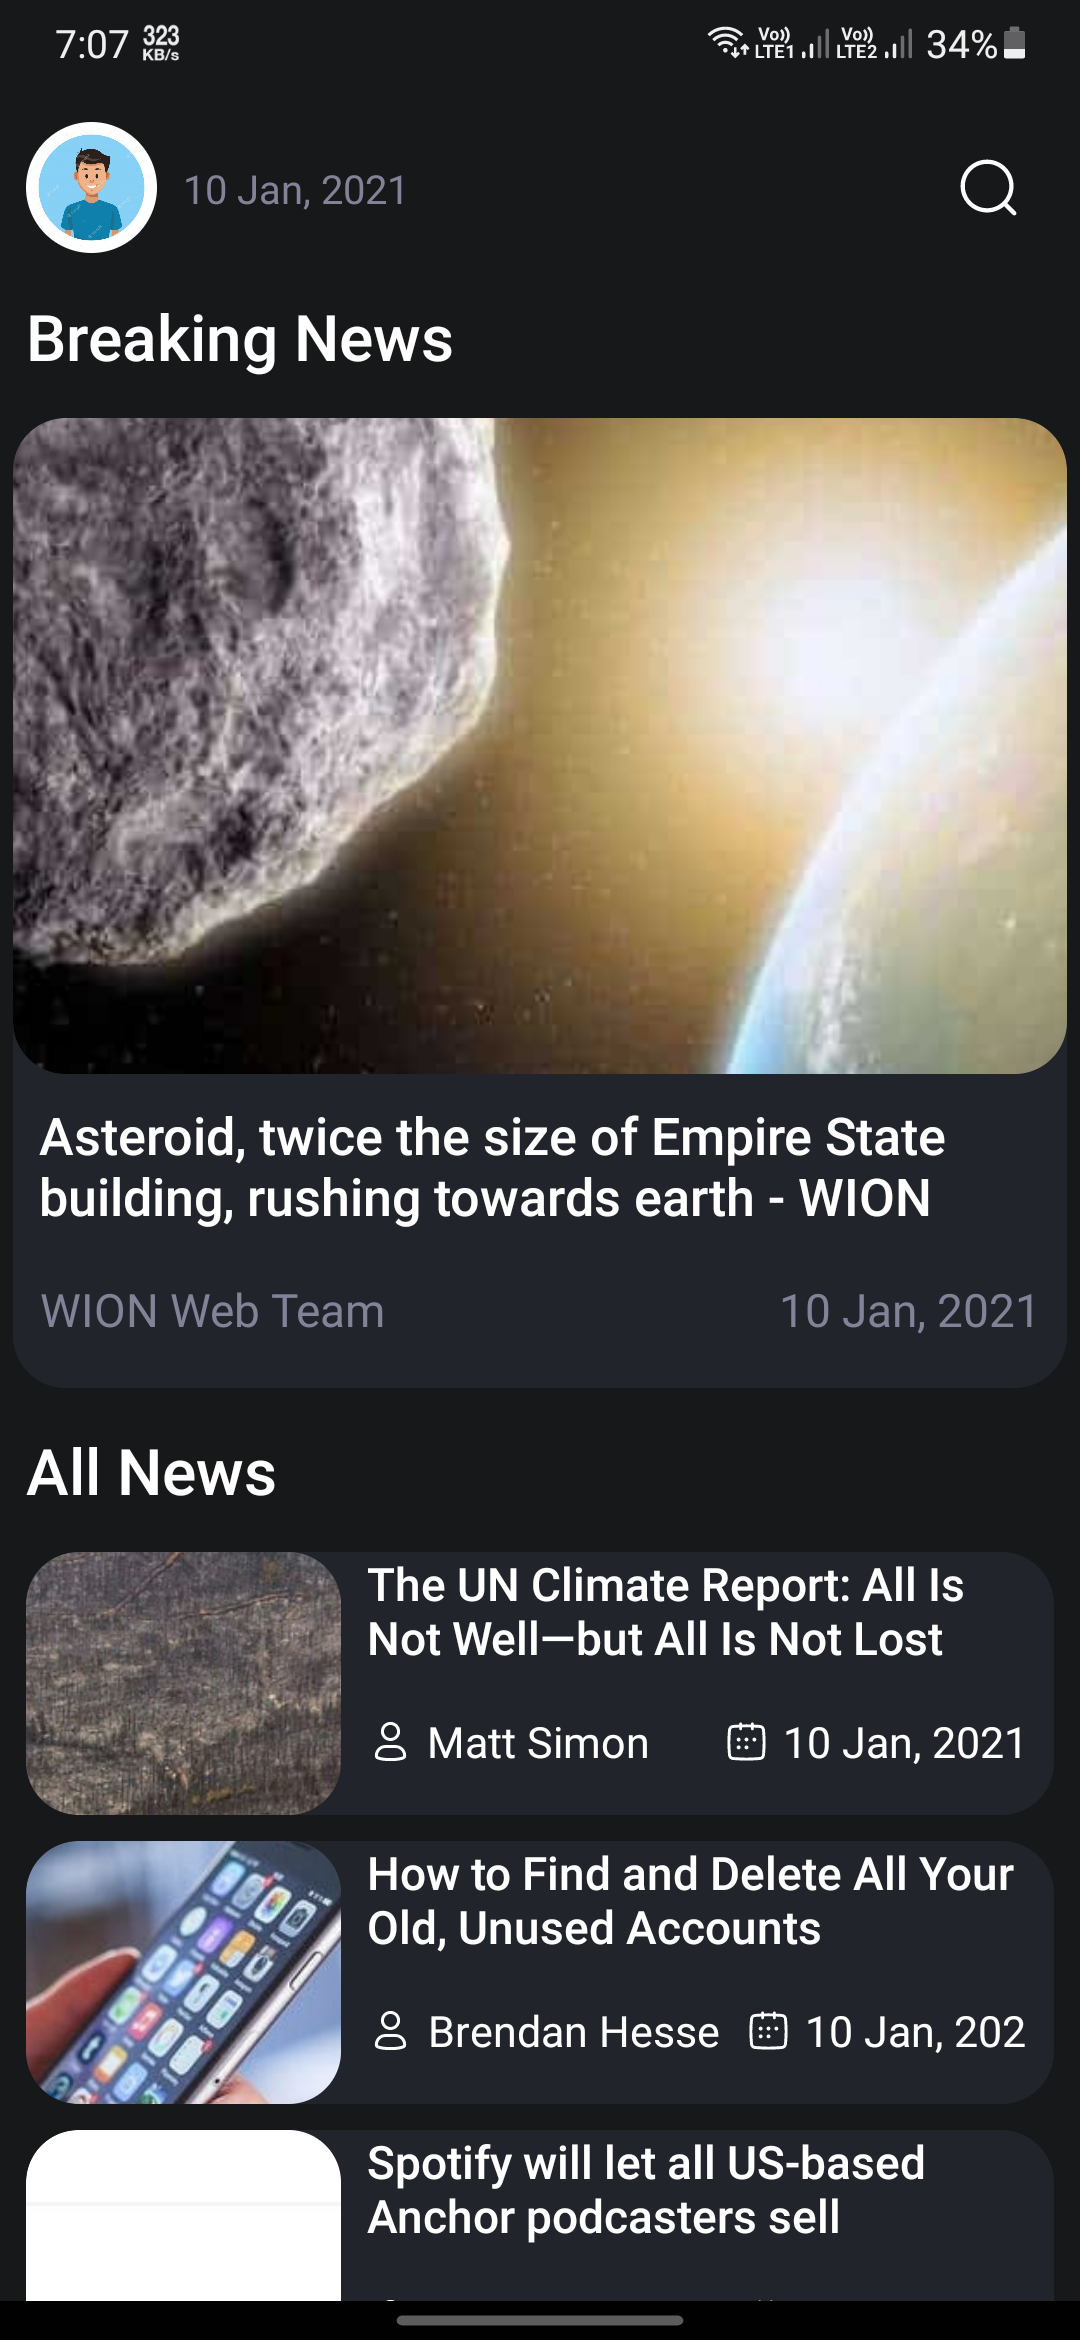 7:07 323 KB/s Vo)) LTE1 Vo)) LTE2 34%
10 Jan, 2021
Breaking News
Asteroid, twice the size of Empire State
building, rushing towards earth - WION
WION Web Team 10 Jan, 2021
All News
The UN Climate Report: All Is
Not Well—but All Is Not Lost
Matt Simon 10 Jan, 2021
How to Find and Delete All Your
Old, Unused Accounts
Brendan Hesse 10 Jan, 202
Spotify will let all US-based
Anchor podcasters sell